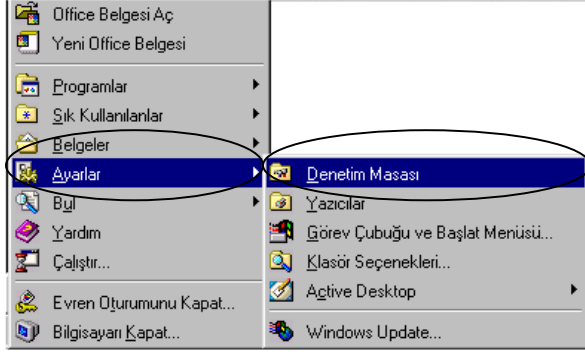 Office Belgesi Aç
Yeni Office Belgesi
Programlar
Sık Kullanılanlar
Belgeler
Ayarlar
Bul
Yardım
Çalıştır...
Evren Oturumunu Kapat...
Bilgisayarı Kapat...
Denetim Masası
Yazıcılar
Görev Çubuğu ve Başlat Menüsü...
Klasör Seçenekleri...
Active Desktop
Windows Update...